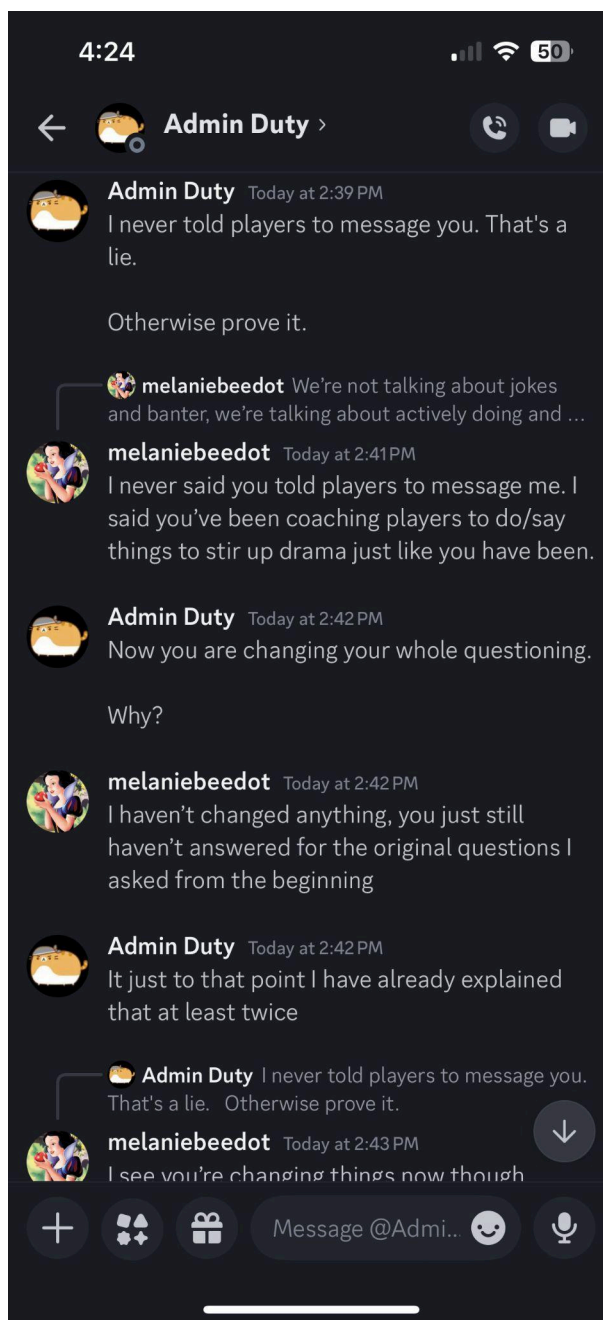 4:24
50
Admin Duty ›
Admin Duty Today at 2:39 PM
I never told players to message you. That's a
lie.
Otherwise prove it.
melaniebeedot We’re not talking about jokes
and banter, we’re talking about actively doing and ...
melaniebeedot Today at 2:41 PM
I never said you told players to message me. I
said you’ve been coaching players to do/say
things to stir up drama just like you have been.
Admin Duty Today at 2:42 PM
Now you are changing your whole questioning.
Why?
melaniebeedot Today at 2:42 PM
I haven’t changed anything, you just still
haven’t answered for the original questions I
asked from the beginning
Admin Duty Today at 2:42 PM
It just to that point I have already explained
that at least twice
Admin Duty I never told players to message you.
That's a lie. Otherwise prove it.
melaniebeedot Today at 2:43 PM
I see you’re changing things now though
Message @Admi...